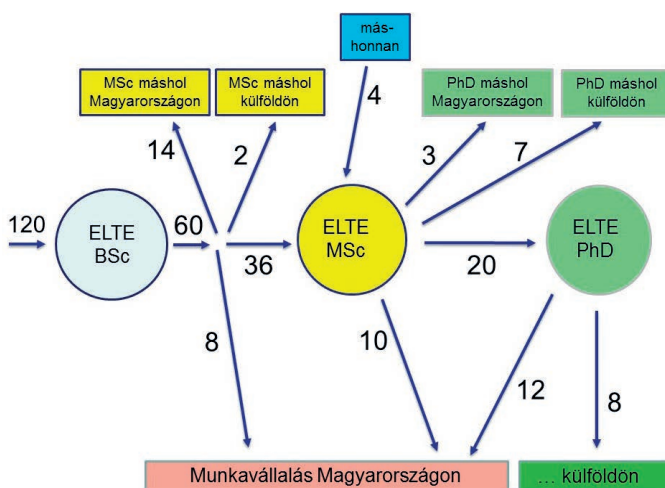 más-
honnan
MSc máshol
Magyarországon
MSc máshol
külföldön
PhD máshol
Magyarországon
PhD máshol
külföldön
14
2
4
3
7
120
ELTE
BSc
60
36
ELTE
MSc
20
ELTE
PhD
8
10
12
8
Munkavállalás Magyarországon
... külföldön